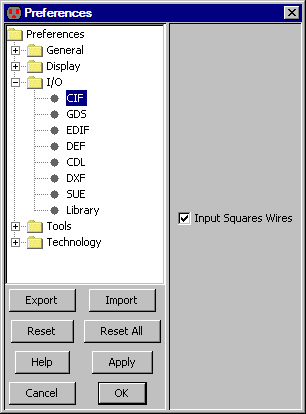 Preferences
Preferences
General
Display
I/O
CIF
GDS
EDIF
DEF
CDL
DXF
SUE
Library
Tools
Technology
Input Squares Wires
Export Import
Reset Reset All
Help Apply
Cancel OK